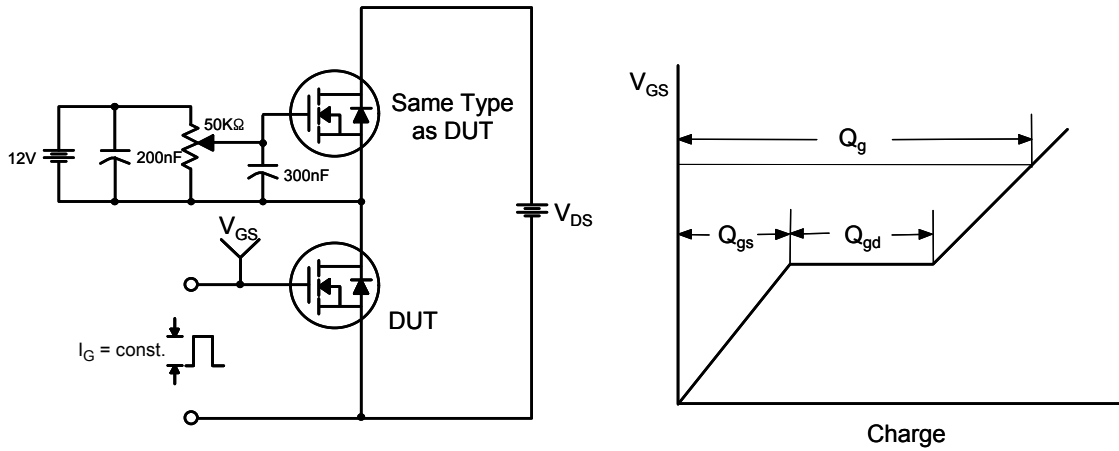 12V
200nF
50KΩ
300nF
Same Type
as DUT
V_DS
V_GS
DUT
I_G = const.
V_GS
Q_g
Q_gs
Q_gd
Charge